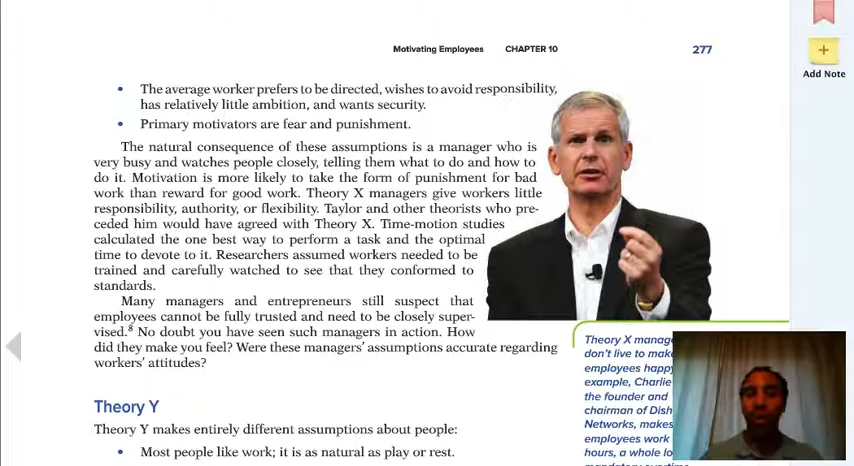 Motivating Employees CHAPTER 10 277
Add Note
• The average worker prefers to be directed, wishes to avoid responsibility,
has relatively little ambition, and wants security.
• Primary motivators are fear and punishment.
The natural consequence of these assumptions is a manager who is
very busy and watches people closely, telling them what to do and how to
do it. Motivation is more likely to take the form of punishment for bad
work than reward for good work. Theory X managers give workers little
responsibility, authority, or flexibility. Taylor and other theorists who pre-
ceded him would have agreed with Theory X. Time-motion studies
calculated the one best way to perform a task and the optimal
time to devote to it. Researchers assumed workers needed to be
trained and carefully watched to see that they conformed to
standards.
Many managers and entrepreneurs still suspect that
employees cannot be fully trusted and need to be closely super-
vised.8 No doubt you have seen such managers in action. How
did they make you feel? Were these managers' assumptions accurate regarding
workers' attitudes?
Theory Y
Theory Y makes entirely different assumptions about people:
• Most people like work; it is as natural as play or rest.
Theory X
don't live to
employees
example, Charlie
the founder and
chairman of Dish
Networks, makes
employees work
hours, a whole